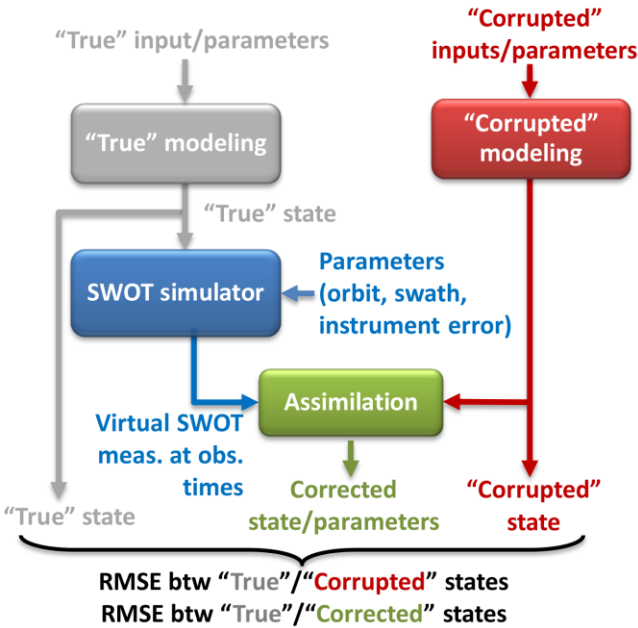 “True” input/parameters
“Corrupted”
inputs/parameters
“True” modeling
“Corrupted”
modeling
“True” state
SWOT simulator
Parameters
(orbit, swath,
instrument error)
Assimilation
Virtual SWOT
meas. at obs.
times
“True” state
Corrected
state/parameters
“Corrupted”
state
RMSE btw “True”/“Corrupted” states
RMSE btw “True”/“Corrected” states